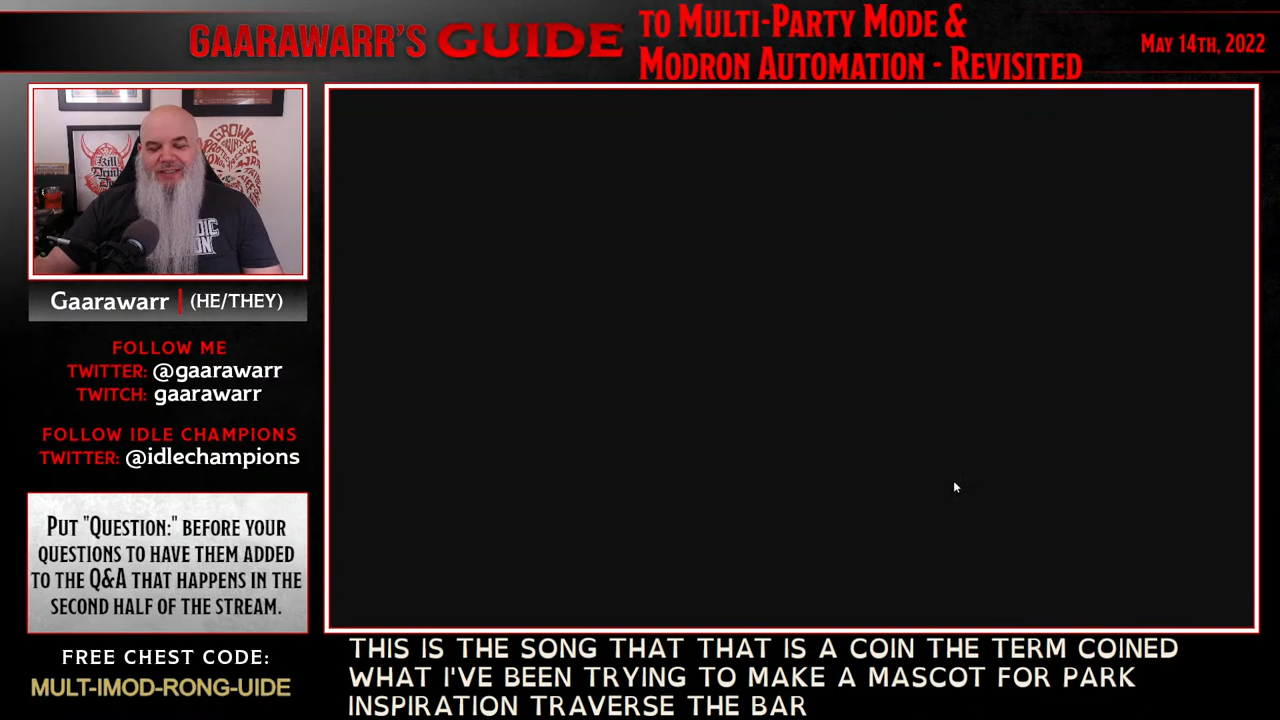 GAARAWARR'S GUIDE
TO MULTI-PARTY MODE &
MODRON AUTOMATION - REVISITED
MAY 14TH, 2022
Gaarawarr | (HE/THEY)
FOLLOW ME
TWITTER: @gaarawarr
TWITCH: gaarawarr
FOLLOW IDLE CHAMPIONS
TWITTER: @idlechampions
PUT "QUESTION:" BEFORE YOUR
QUESTIONS TO HAVE THEM ADDED
TO THE Q&A THAT HAPPENS IN THE
SECOND HALF OF THE STREAM.
FREE CHEST CODE:
MULT-IMOD-RONG-UIDE
THIS IS THE SONG THAT THAT IS A COIN THE TERM COINED
WHAT I'VE BEEN TRYING TO MAKE A MASCOT FOR PARK
INSPIRATION TRAVERSE THE BAR